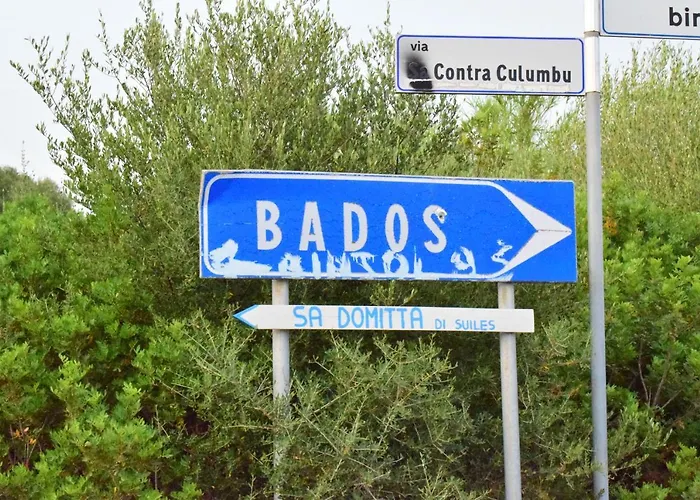 bir
via
Contra Culumbu
BADOS
SA DOMITTA DI SUILES